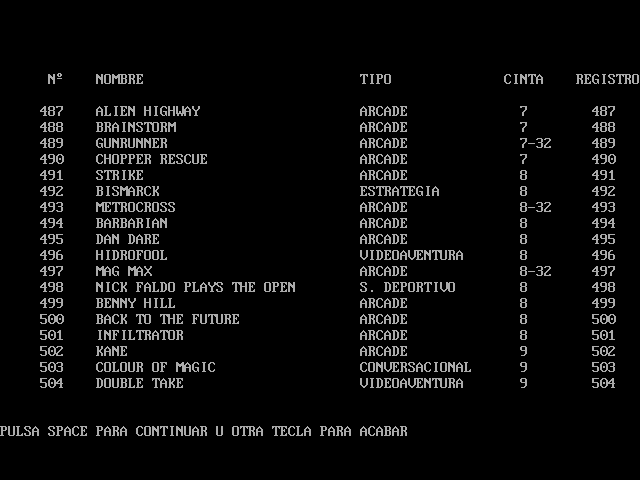 Nº NOMBRE TIPO CINTA REGISTRO
487 ALIEN HIGHWAY ARCADE 7 487
488 BRAINSTORM ARCADE 7 488
489 GUNRUNNER ARCADE 7-32 489
490 CHOPPER RESCUE ARCADE 7 490
491 STRIKE ARCADE 8 491
492 BISMARCK ESTRATEGIA 8 492
493 METROCROSS ARCADE 8-32 493
494 BARBARIAN ARCADE 8 494
495 DAN DARE ARCADE 8 495
496 HIDROFOOL VIDEOAVENTURA 8 496
497 MAG MAX ARCADE 8-32 497
498 NICK FALDO PLAYS THE OPEN S. DEPORTIVO 8 498
499 BENNY HILL ARCADE 8 499
500 BACK TO THE FUTURE ARCADE 8 500
501 INFILTRATOR ARCADE 8 501
502 KANE ARCADE 9 502
503 COLOUR OF MAGIC CONVERSACIONAL 9 503
504 DOUBLE TAKE VIDEOAVENTURA 9 504
PULSA SPACE PARA CONTINUAR U OTRA TECLA PARA ACABAR